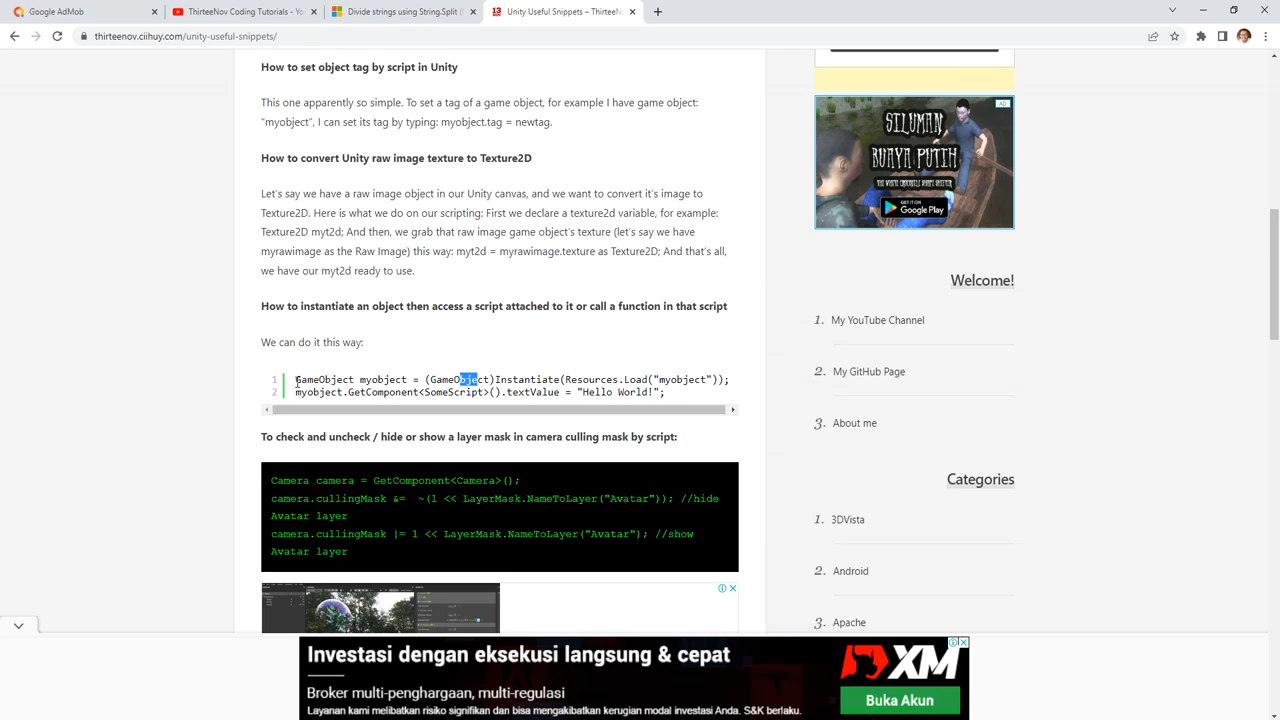 Google AdMob
ThirteeNov Coding Tutorials - Yo
Divide strings using String.Split (
Unity Useful Snippets – ThirteeNo
thirteenov.ciihuy.com/unity-useful-snippets/
How to set object tag by script in Unity
This one apparently so simple. To set a tag of a game object, for example I have game object:
“myobject”, I can set its tag by typing: myobject.tag = newtag.
How to convert Unity raw image texture to Texture2D
Let’s say we have a raw image object in our Unity canvas, and we want to convert it’s image to
Texture2D. Here is what we do on our scripting: First we declare a texture2d variable, for example:
Texture2D myt2d; And then, we grab that raw image game object’s texture (let’s say we have
myrawimage as the Raw Image) this way: myt2d = myrawimage.texture as Texture2D; And that’s all,
we have our myt2d ready to use.
How to instantiate an object then access a script attached to it or call a function in that script
We can do it this way:
1 GameObject myobject = (GameObject)Instantiate(Resources.Load("myobject"));
2 myobject.GetComponent<SomeScript>().textValue = "Hello World!";
To check and uncheck / hide or show a layer mask in camera culling mask by script:
Camera camera = GetComponent<Camera>();
camera.cullingMask &= ~(1 << LayerMask.NameToLayer("Avatar")); //hide
Avatar layer
camera.cullingMask |= 1 << LayerMask.NameToLayer("Avatar"); //show
Avatar layer
AD
SILUMAN
BUAYA PUTIH
THE WHITE CROCODILE GHOST SHELTER
GET IT ON
Google Play
Welcome!
1. My YouTube Channel
2. My GitHub Page
3. About me
Categories
1. 3DVista
2. Android
3. Apache
Investasi dengan eksekusi langsung & cepat
Broker multi-penghargaan, multi-regulasi
Layanan kami melibatkan risiko signifikan dan bisa mengakibatkan kerugian modal investasi Anda. S&K berlaku.
XM
Buka Akun